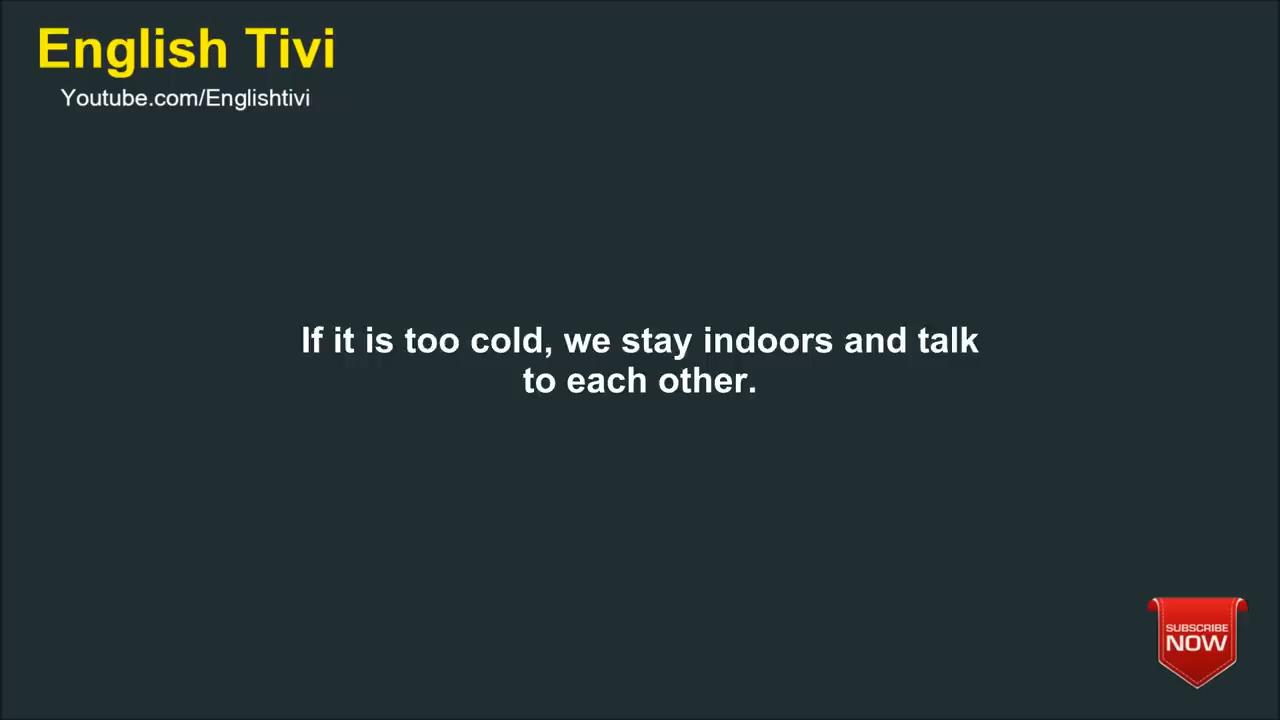 English Tivi
Youtube.com/Englishtivi
If it is too cold, we stay indoors and talk
to each other.
SUBSCRIBE
NOW